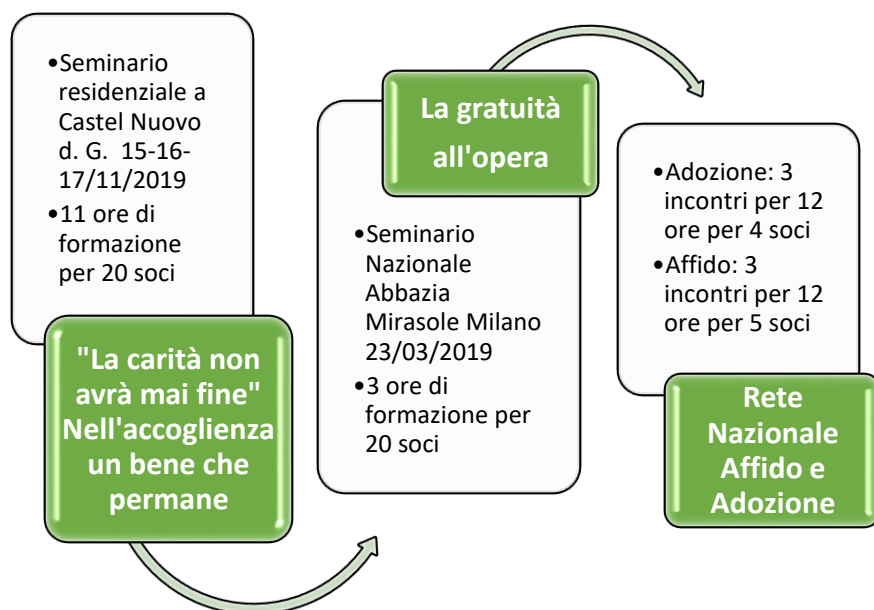 •Seminario
residenziale a
Castel Nuovo
d. G. 15-16-
17/11/2019
•11 ore di
formazione
per 20 soci
"La carità non
avrà mai fine"
Nell'accoglienza
un bene che
permane
La gratuità
all'opera
•Seminario
Nazionale
Abbazia
Mirasole Milano
23/03/2019
•3 ore di
formazione per
20 soci
•Adozione: 3
incontri per 12
ore per 4 soci
•Affido: 3
incontri per 12
ore per 5 soci
Rete
Nazionale
Affido e
Adozione